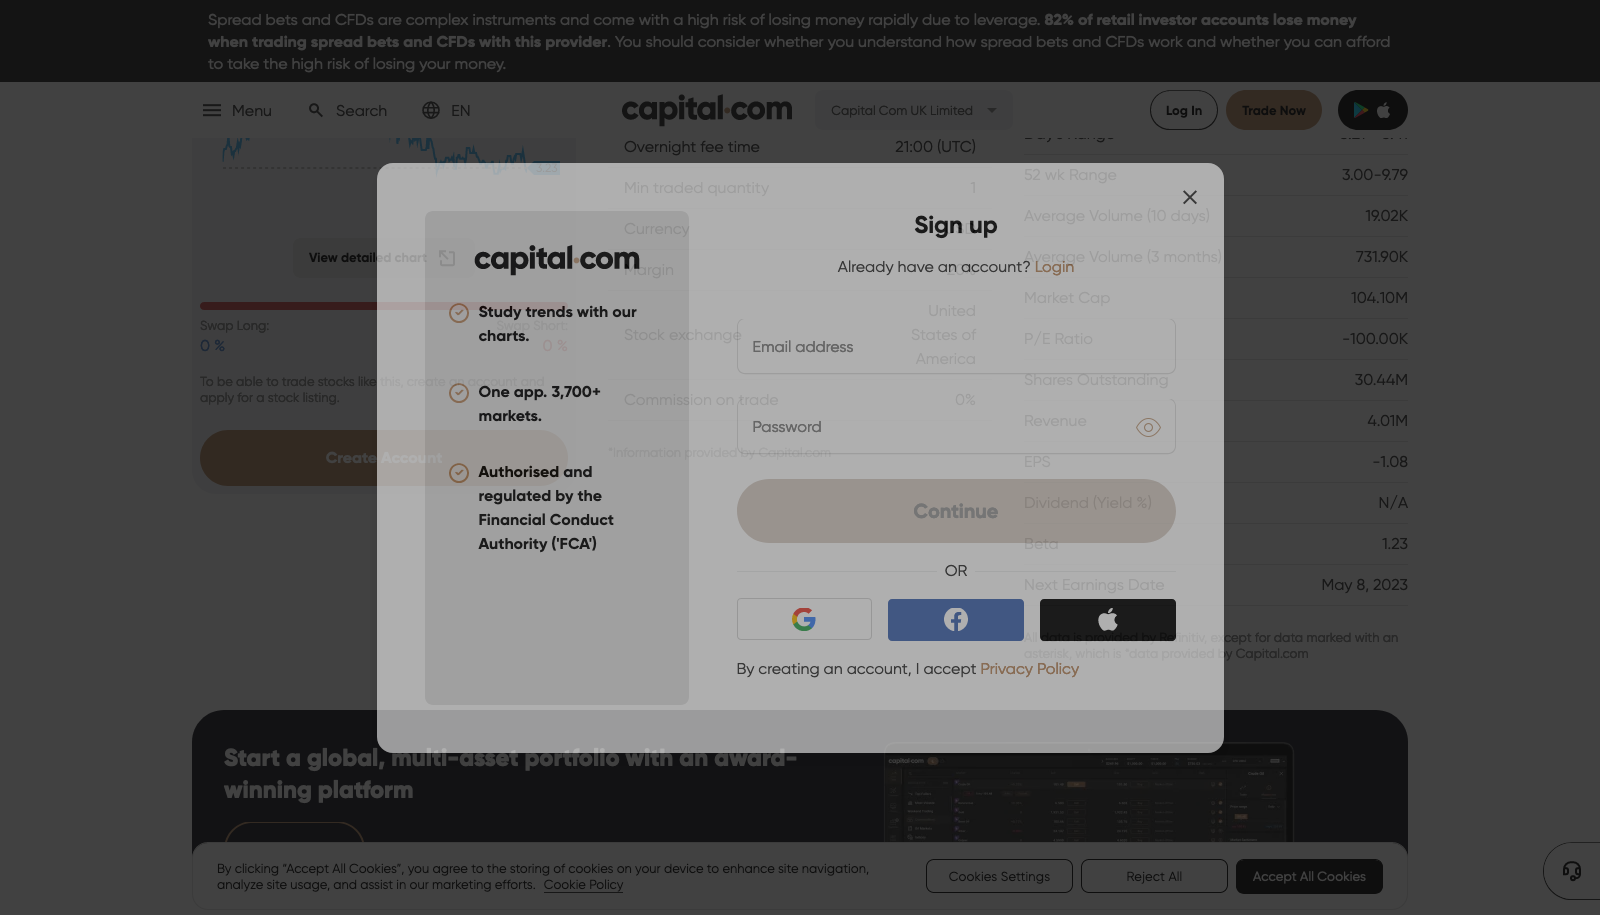 Spread bets and CFDs are complex instruments and come with a high risk of losing money rapidly due to leverage. 82% of retail investor accounts lose money
when trading spread bets and CFDs with this provider. You should consider whether you understand how spread bets and CFDs work and whether you can afford
to take the high risk of losing your money.
Menu
Search
EN
capital.com
Capital Com UK Limited
Log In
Trade Now
3.23
View detailed chart
Swap Long:
0 %
Swap Short:
0 %
To be able to trade stocks like this, create an account and
apply for a stock listing.
Create Account
Overnight fee time 21:00 (UTC)
Min traded quantity 1
Currency
Margin
Stock exchange
United
States of
America
Commission on trade 0%
*Information provided by Capital.com
52 wk Range 3.00-9.79
Average Volume (10 days) 19.02K
Average Volume (3 months) 731.90K
Market Cap 104.10M
P/E Ratio -100.00K
Shares Outstanding 30.44M
Revenue 4.01M
EPS -1.08
Dividend (Yield %) N/A
Beta 1.23
Next Earnings Date May 8, 2023
All data is provided by Refinitiv, except for data marked with an
asterisk, which is *data provided by Capital.com
capital.com
Study trends with our
charts.
One app. 3,700+
markets.
Authorised and
regulated by the
Financial Conduct
Authority ('FCA')
Sign up
Already have an account? Login
Email address
Password
Continue
OR
By creating an account, I accept Privacy Policy
Start a global, multi-asset portfolio with an award-
winning platform
capital.com
By clicking “Accept All Cookies”, you agree to the storing of cookies on your device to enhance site navigation,
analyze site usage, and assist in our marketing efforts. Cookie Policy
Cookies Settings
Reject All
Accept All Cookies